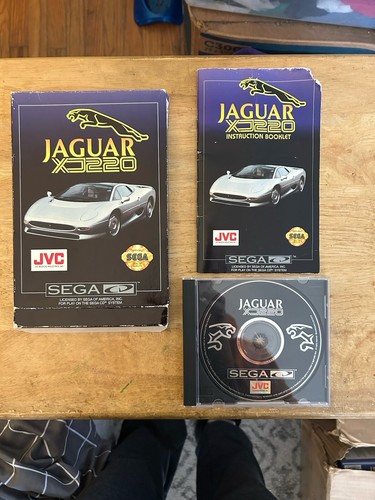 JAGUAR
XJ220
JVC
SEGA
SEGA CD
LICENSED BY SEGA OF AMERICA, INC.
FOR PLAY ON THE SEGA CD™ SYSTEM.
JAGUAR
XJ220
INSTRUCTION BOOKLET
JVC
SEGA
SEGA CD
LICENSED BY SEGA OF AMERICA, INC.
FOR PLAY ON THE SEGA CD™ SYSTEM.
JAGUAR
XJ220
SEGA CD
JVC